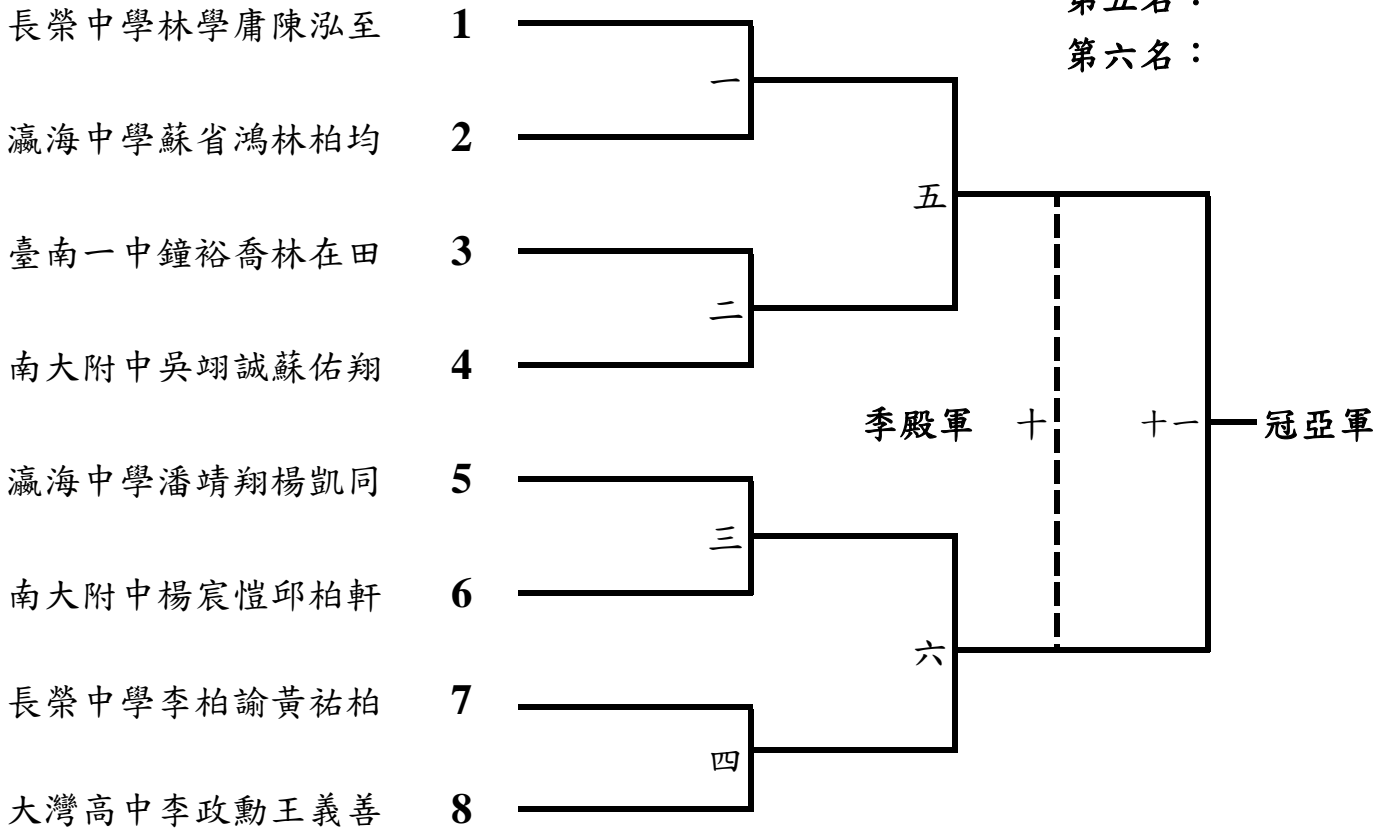 第五名：
長榮中學林學庸陳泓至 1
第六名：
一
瀛海中學蘇省鴻林柏均 2
五
臺南一中鐘裕喬林在田 3
二
南大附中吳翊誠蘇佑翔 4
季殿軍 十 十一 冠亞軍
瀛海中學潘靖翔楊凱同 5
三
南大附中楊宸愷邱柏軒 6
六
長榮中學李柏諭黃祐柏 7
四
大灣高中李政勳王義善 8